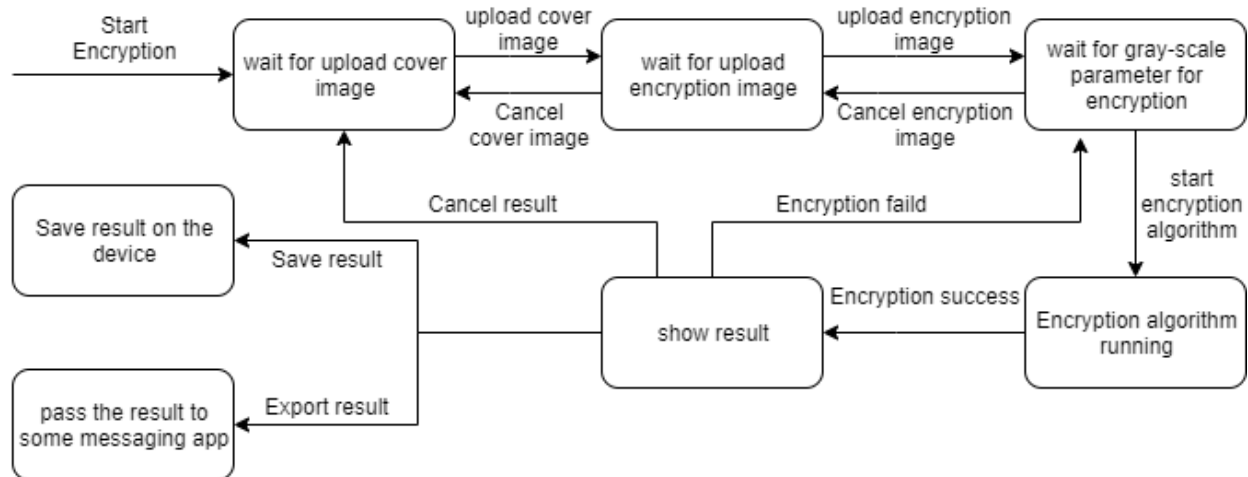 Start
Encryption
wait for upload cover
image
upload cover
image
Cancel
cover image
wait for upload
encryption image
upload encryption
image
Cancel encryption
image
wait for gray-scale
parameter for
encryption
start
encryption
algorithm
Cancel result
Encryption faild
Save result on the
device
Save result
show result
Encryption success
Encryption algorithm
running
pass the result to
some messaging app
Export result